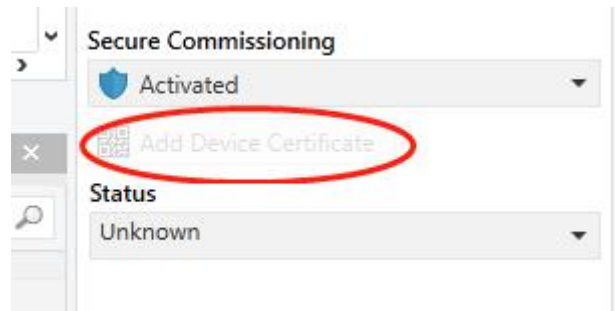 Secure Commissioning
Activated
Add Device Certificate
Status
Unknown